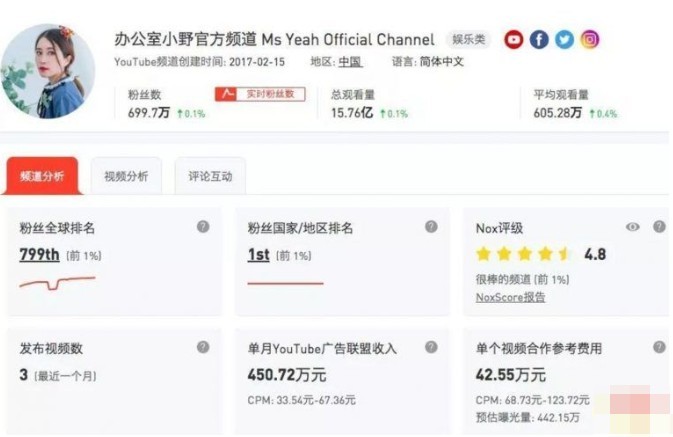 办公室小野官方频道 Ms Yeah Official Channel 娱乐类
YouTube频道创建时间: 2017-02-15 地区: 中国 语言: 简体中文
粉丝数 实时粉丝数 总观看量 平均观看量
699.7万 0.1% 15.76亿 0.1% 605.28万 0.4%
频道分析 视频分析 评论互动
粉丝全球排名 ? 粉丝国家/地区排名 ? Nox评级 ?
799th (前 1%) 1st (前 1%) 4.8
很棒的频道 (前 1%)
NoxScore报告
发布视频数 ? 单月YouTube广告联盟收入 ? 单个视频合作参考费用 ?
3 (最近一个月) 450.72万元 42.55万元
CPM: 33.54元-67.36元 CPM: 68.73元-123.72元
预估曝光量: 442.15万